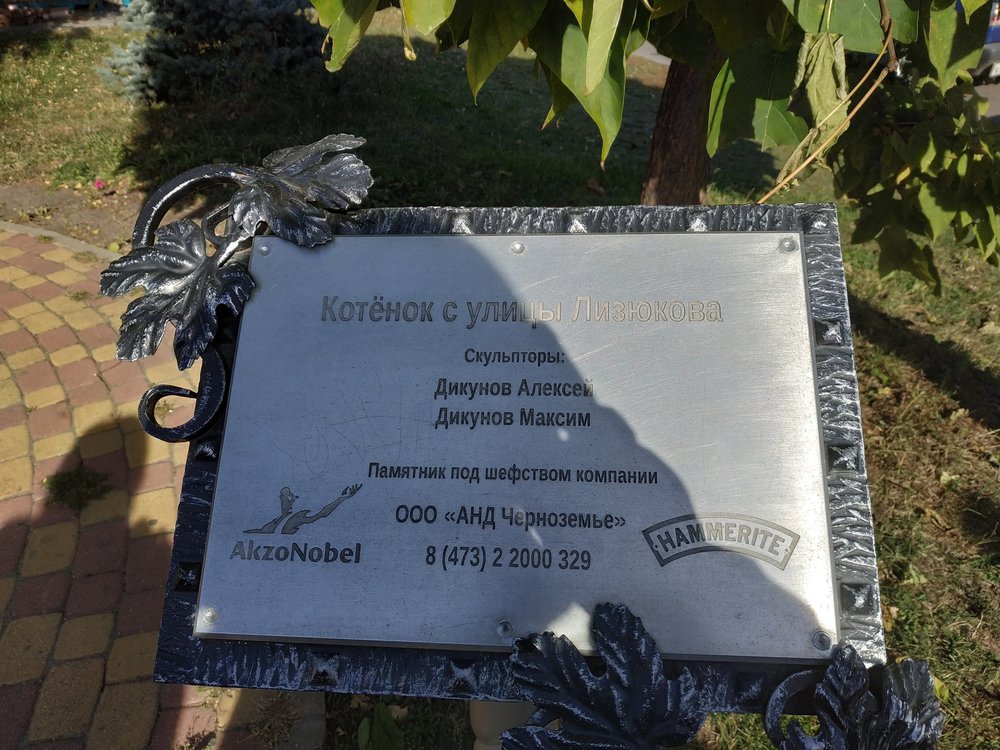 Котёнок с улицы Лизюкова
Скульпторы:
Дикунов Алексей
Дикунов Максим
Памятник под шефством компании
ООО «АНД Черноземье»
8 (473) 2 2000 329
AkzoNobel
HAMMERITE